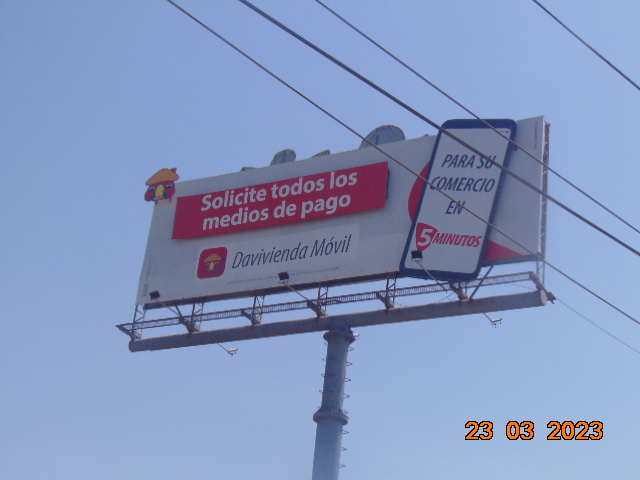 Solicite todos los
medios de pago
Davivienda Móvil
PARA SU
COMERCIO
EN
5 MINUTOS
23 03 2023